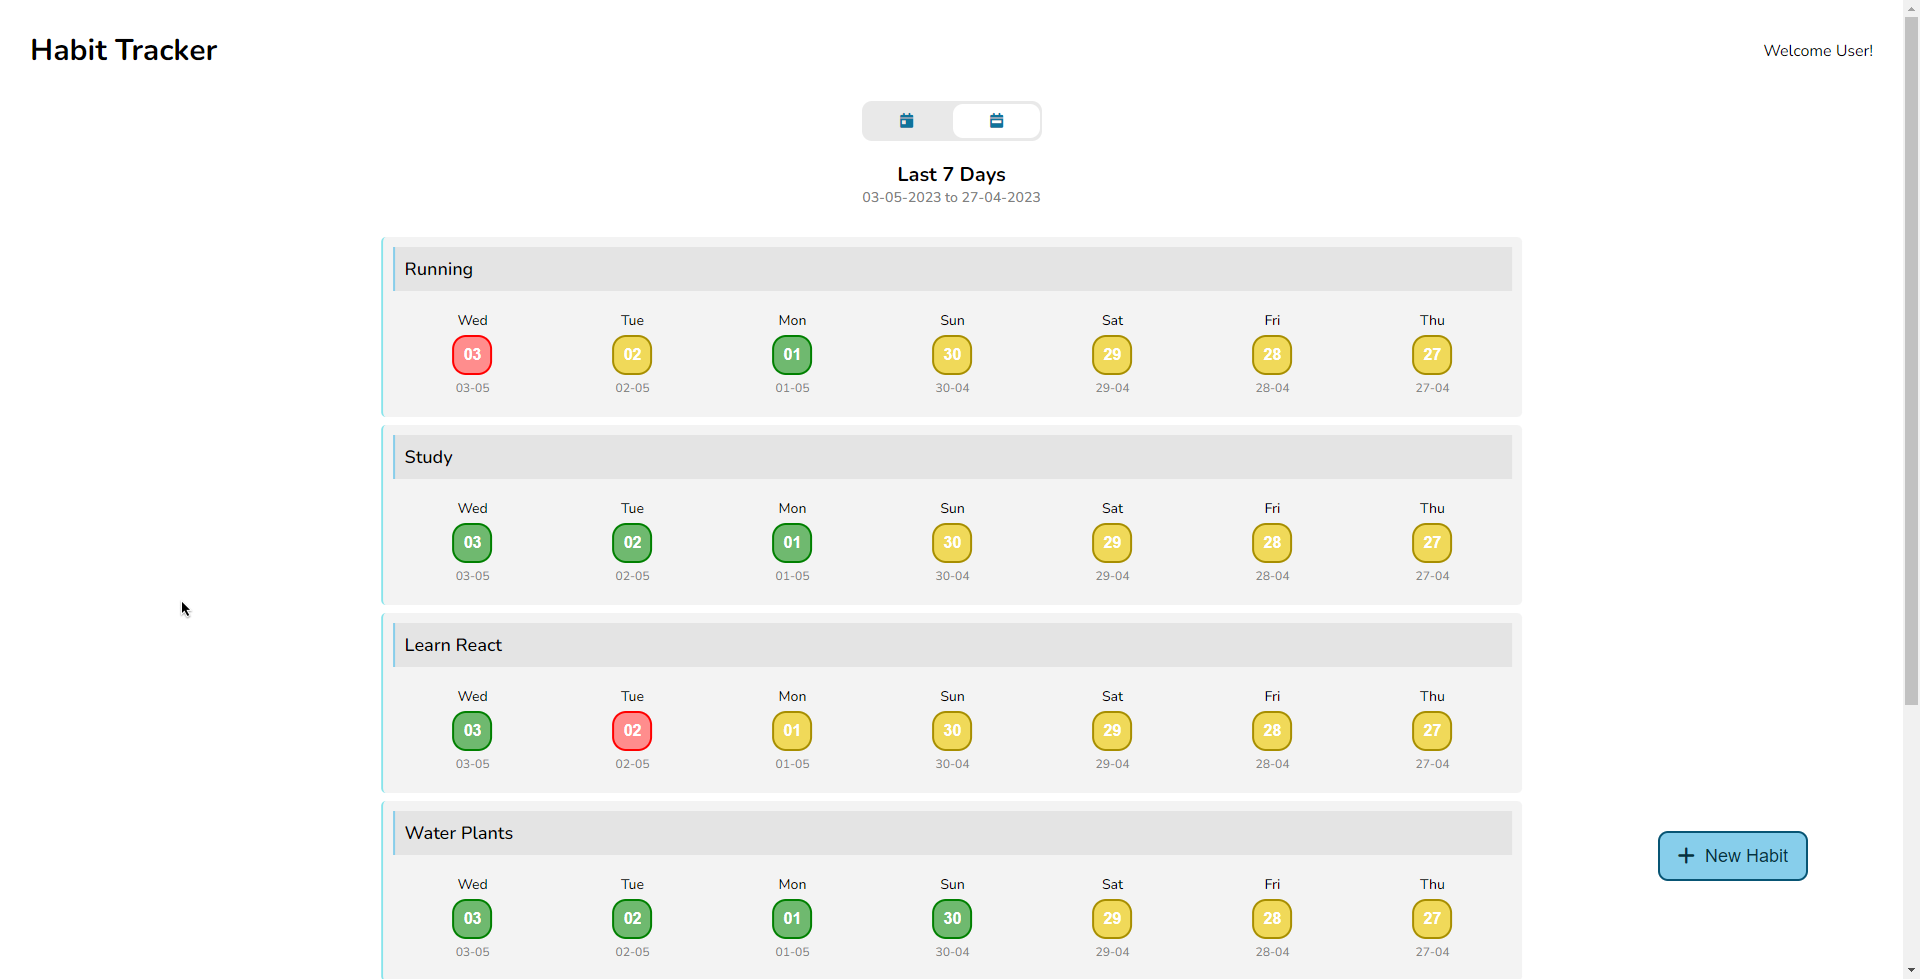 Habit Tracker
Welcome User!
Last 7 Days
03-05-2023 to 27-04-2023
Running
Wed Tue Mon Sun Sat Fri Thu
03 02 01 30 29 28 27
03-05 02-05 01-05 30-04 29-04 28-04 27-04
Study
Wed Tue Mon Sun Sat Fri Thu
03 02 01 30 29 28 27
03-05 02-05 01-05 30-04 29-04 28-04 27-04
Learn React
Wed Tue Mon Sun Sat Fri Thu
03 02 01 30 29 28 27
03-05 02-05 01-05 30-04 29-04 28-04 27-04
Water Plants
New Habit
Wed Tue Mon Sun Sat Fri Thu
03 02 01 30 29 28 27
03-05 02-05 01-05 30-04 29-04 28-04 27-04